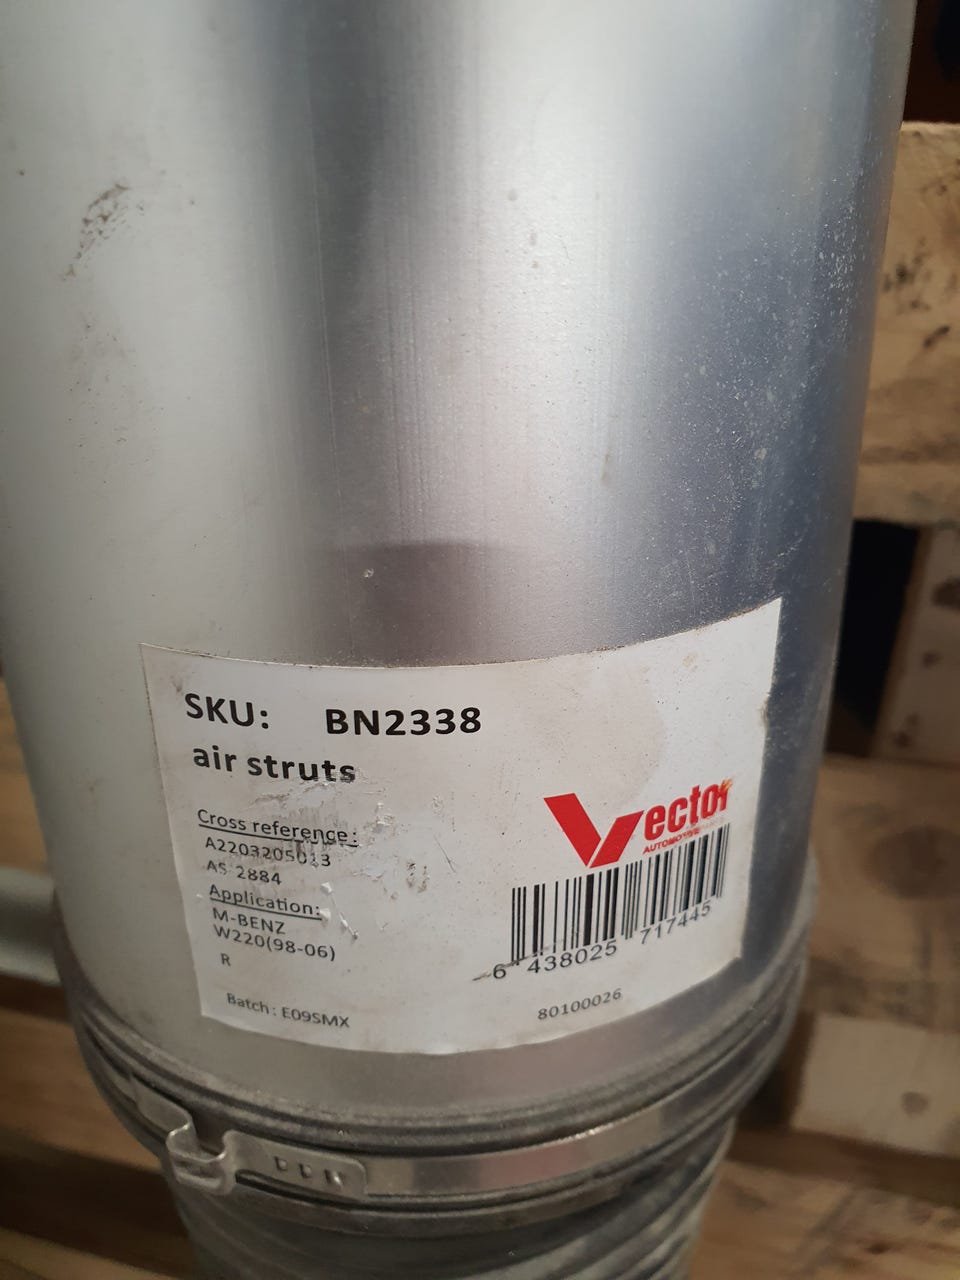 SKU: BN2338
air struts
Cross reference:
A2203205013
AS 2884
Application:
M-BENZ
W220(98-06)
R
Batch: E09SMX
Vector
AUTOMOTIVE
6 438025 717445
80100026